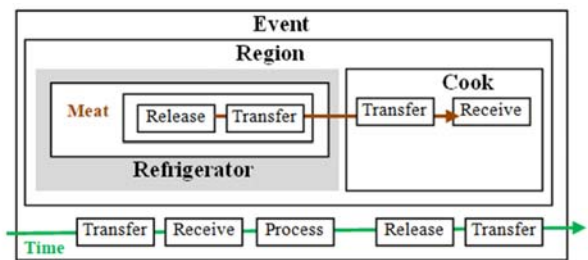 Event
Region
Cook
Meat
Release
Transfer
Transfer
Receive
Refrigerator
Transfer
Receive
Process
Release
Transfer
Time